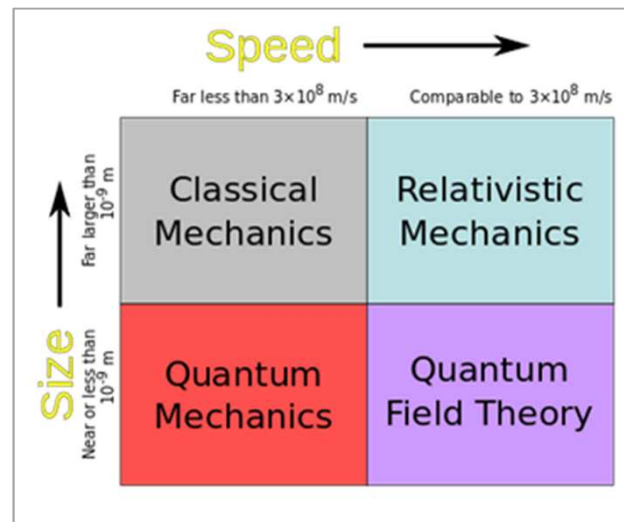 Speed
Far less than 3×10⁸ m/s
Comparable to 3×10⁸ m/s
Far larger than
10⁻⁹ m
Classical
Mechanics
Relativistic
Mechanics
Size
Near or less than
10⁻⁹ m
Quantum
Mechanics
Quantum
Field Theory